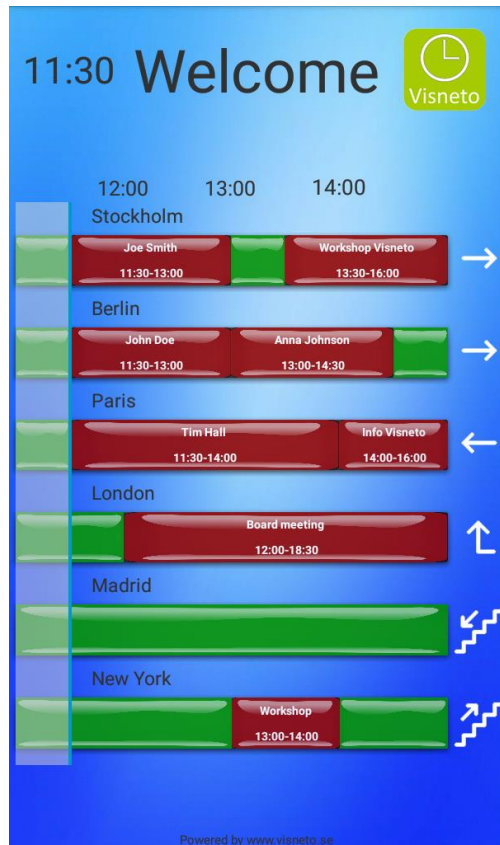 11:30 Welcome
Visneto
12:00 13:00 14:00
Stockholm
Joe Smith Workshop Visneto
11:30-13:00 13:30-16:00
Berlin
John Doe Anna Johnson
11:30-13:00 13:00-14:30
Paris
Tim Hall Info Visneto
11:30-14:00 14:00-16:00
London
Board meeting
12:00-18:30
Madrid
New York
Workshop
13:00-14:00
Powered by www.visneto.se